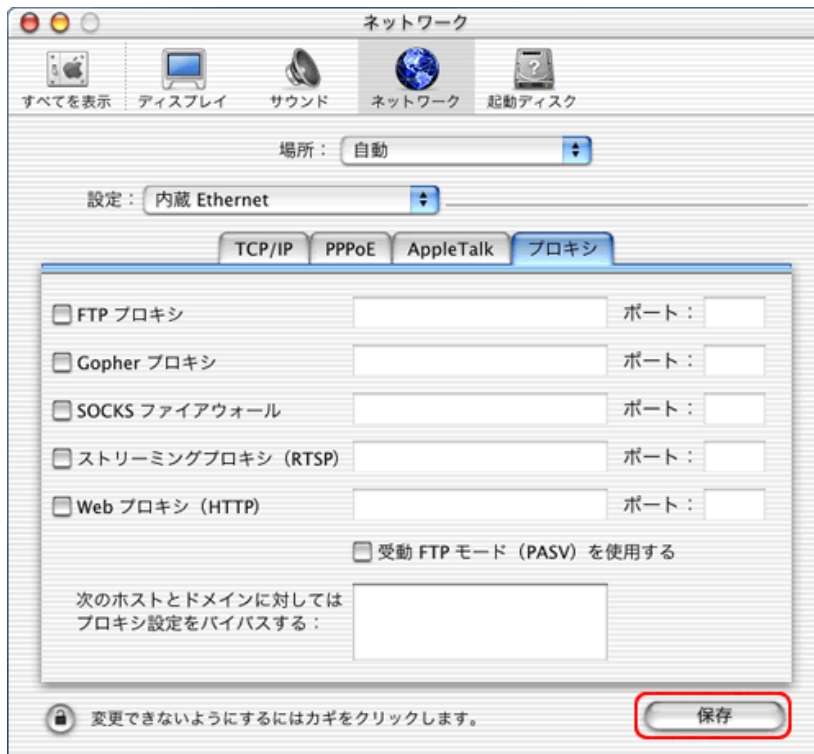 ネットワーク
すべてを表示 ディスプレイ サウンド ネットワーク 起動ディスク
場所： 自動
設定： 内蔵 Ethernet
TCP/IP PPPoE AppleTalk プロキシ
FTP プロキシ ポート：
Gopher プロキシ ポート：
SOCKS ファイアウォール ポート：
ストリーミングプロキシ（RTSP） ポート：
Web プロキシ（HTTP） ポート：
受動 FTP モード（PASV）を使用する
次のホストとドメインに対しては
プロキシ設定をバイパスする：
変更できないようにするにはカギをクリックします。 保存